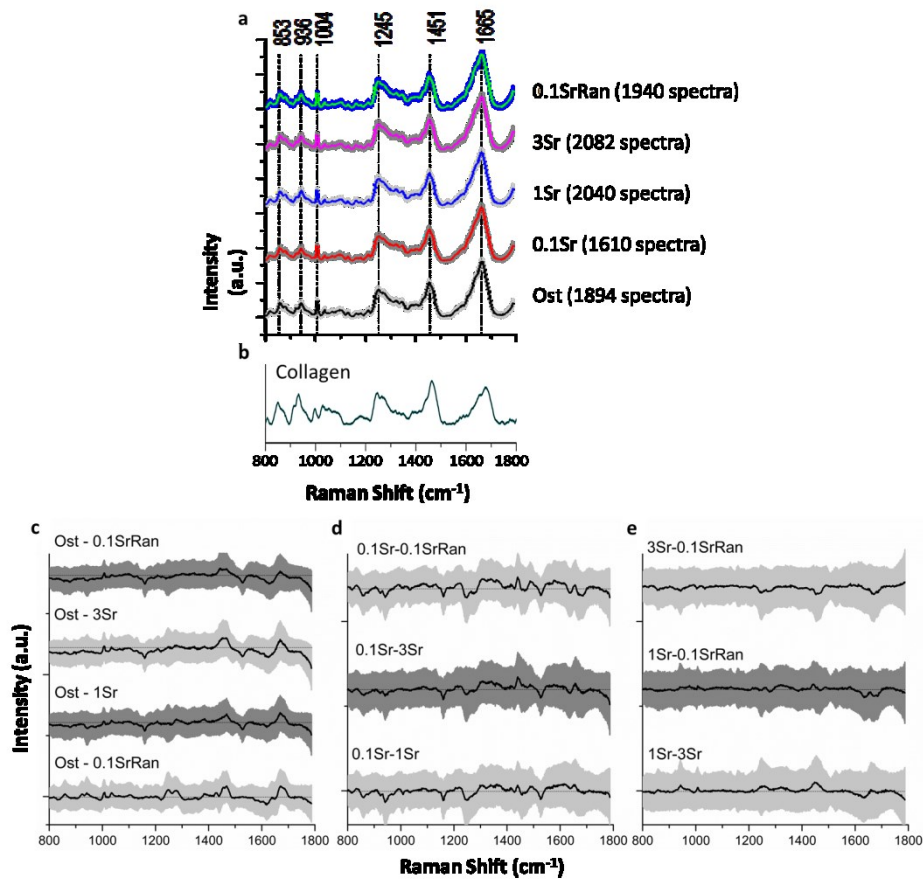 a
853
936
1004
1245
1451
1665
0.1SrRan (1940 spectra)
3Sr (2082 spectra)
1Sr (2040 spectra)
0.1Sr (1610 spectra)
Ost (1894 spectra)
Intensity
(a.u.)
b
Collagen
800 1000 1200 1400 1600 1800
Raman Shift (cm⁻¹)
c
Ost - 0.1SrRan
Ost - 3Sr
Ost - 1Sr
Ost - 0.1SrRan
800 1000 1200 1400 1600 1800
d
0.1Sr-0.1SrRan
0.1Sr-3Sr
0.1Sr-1Sr
800 1000 1200 1400 1600 1800
e
3Sr-0.1SrRan
1Sr-0.1SrRan
1Sr-3Sr
800 1000 1200 1400 1600 1800
Intensity (a.u.)
Raman Shift (cm⁻¹)